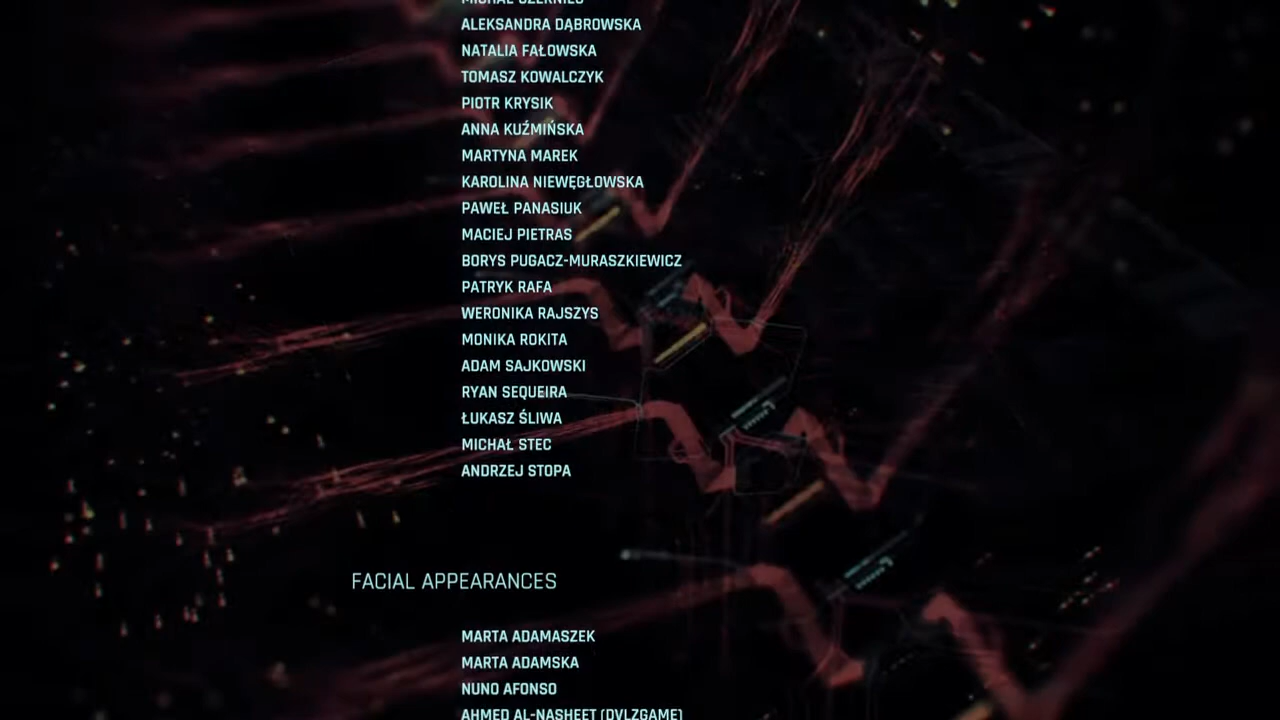 ALEKSANDRA DĄBROWSKA
NATALIA FAŁOWSKA
TOMASZ KOWALCZYK
PIOTR KRYSIK
ANNA KUŹMIŃSKA
MARTYNA MAREK
KAROLINA NIEWĘGŁOWSKA
PAWEŁ PANASIUK
MACIEJ PIETRAS
BORYS PUGACZ-MURASZKIEWICZ
PATRYK RAFA
WERONIKA RAJSZYS
MONIKA ROKITA
ADAM SAJKOWSKI
RYAN SEQUEIRA
ŁUKASZ ŚLIWA
MICHAŁ STEC
ANDRZEJ STOPA
FACIAL APPEARANCES
MARTA ADAMASZEK
MARTA ADAMSKA
NUNO AFONSO
AHMED AL-NASHEET (DVLZGAME)